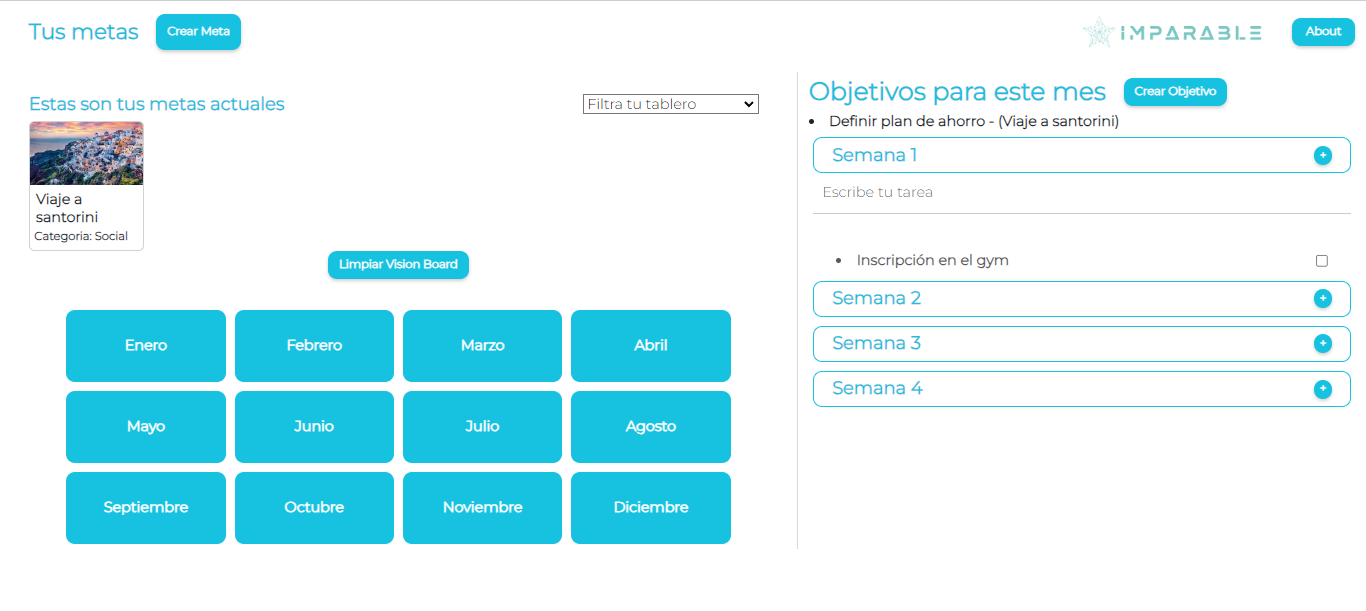 Tus metas
Crear Meta
IMPARABLE
About
Estas son tus metas actuales
Filtra tu tablero
Viaje a
santorini
Categoria: Social
Limpiar Vision Board
Enero
Febrero
Marzo
Abril
Mayo
Junio
Julio
Agosto
Septiembre
Octubre
Noviembre
Diciembre
Objetivos para este mes
Crear Objetivo
• Definir plan de ahorro - (Viaje a santorini)
Semana 1
+
Escribe tu tarea
• Inscripción en el gym
Semana 2
+
Semana 3
+
Semana 4
+